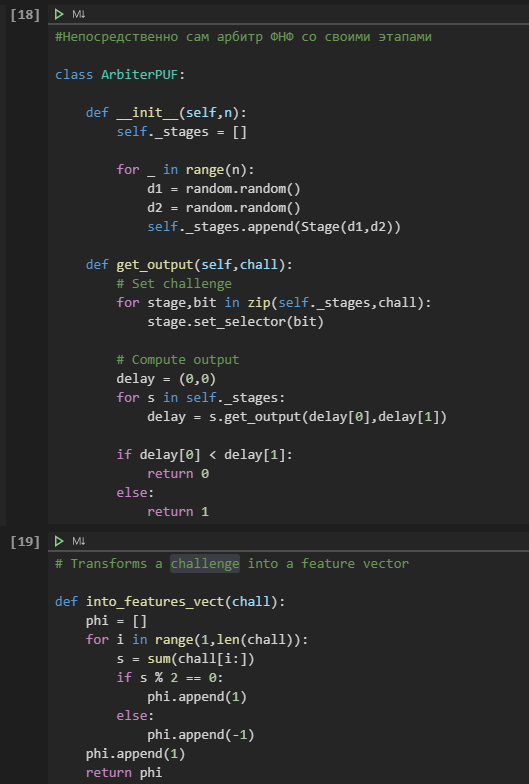 [18]
M↓
#Непосредственно сам арбитр ФНФ со своими этапами
class ArbiterPUF:
    def __init__(self,n):
        self._stages = []
        for _ in range(n):
            d1 = random.random()
            d2 = random.random()
            self._stages.append(Stage(d1,d2))
    def get_output(self,chall):
        # Set challenge
        for stage,bit in zip(self._stages,chall):
            stage.set_selector(bit)
        # Compute output
        delay = (0,0)
        for s in self._stages:
            delay = s.get_output(delay[0],delay[1])
        if delay[0] < delay[1]:
            return 0
        else:
            return 1
[19]
M↓
# Transforms a challenge into a feature vector
def into_features_vect(chall):
    phi = []
    for i in range(1,len(chall)):
        s = sum(chall[i:])
        if s % 2 == 0:
            phi.append(1)
        else:
            phi.append(-1)
    phi.append(1)
    return phi